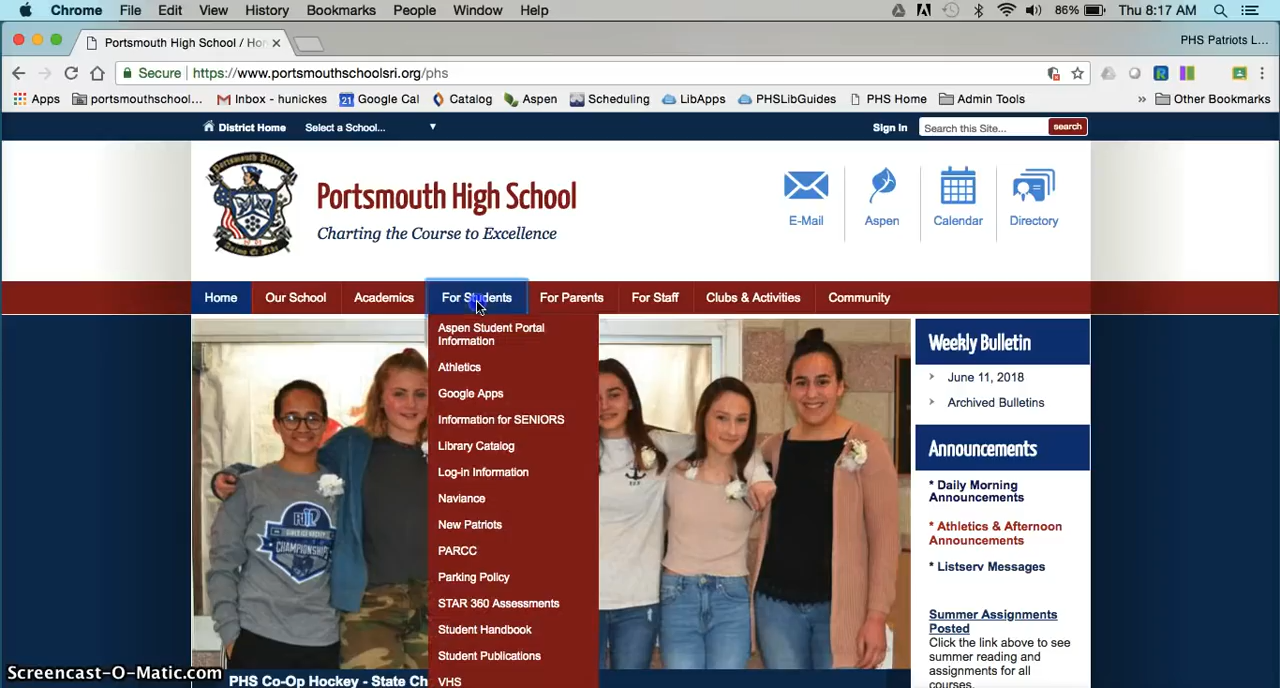 Chrome File Edit View History Bookmarks People Window Help 86% Thu 8:17 AM
Portsmouth High School / Ho
PHS Patriots L...
Secure https://www.portsmouthschoolsri.org/phs
Apps portsmouthschool... Inbox - hunickes 21 Google Cal Catalog Aspen Scheduling LibApps PHSLibGuides PHS Home Admin Tools » Other Bookmarks
District Home Select a School... Sign In Search this Site... search
Portsmouth Patriots
Portsmouth High School
Charting the Course to Excellence
E-Mail Aspen Calendar Directory
Home Our School Academics For Students For Parents For Staff Clubs & Activities Community
Aspen Student Portal
Information
Athletics
Google Apps
Information for SENIORS
Library Catalog
Log-in Information
Naviance
New Patriots
PARCC
Parking Policy
STAR 360 Assessments
Student Handbook
Student Publications
VHS
Weekly Bulletin
June 11, 2018
Archived Bulletins
Announcements
* Daily Morning
Announcements
* Athletics & Afternoon
Announcements
* Listserv Messages
Summer Assignments
Posted
Click the link above to see
summer reading and
assignments for all
courses.
CHAMPIONSHIP
PHS Co-Op Hockey - State Ch
Screencast-O-Matic.com